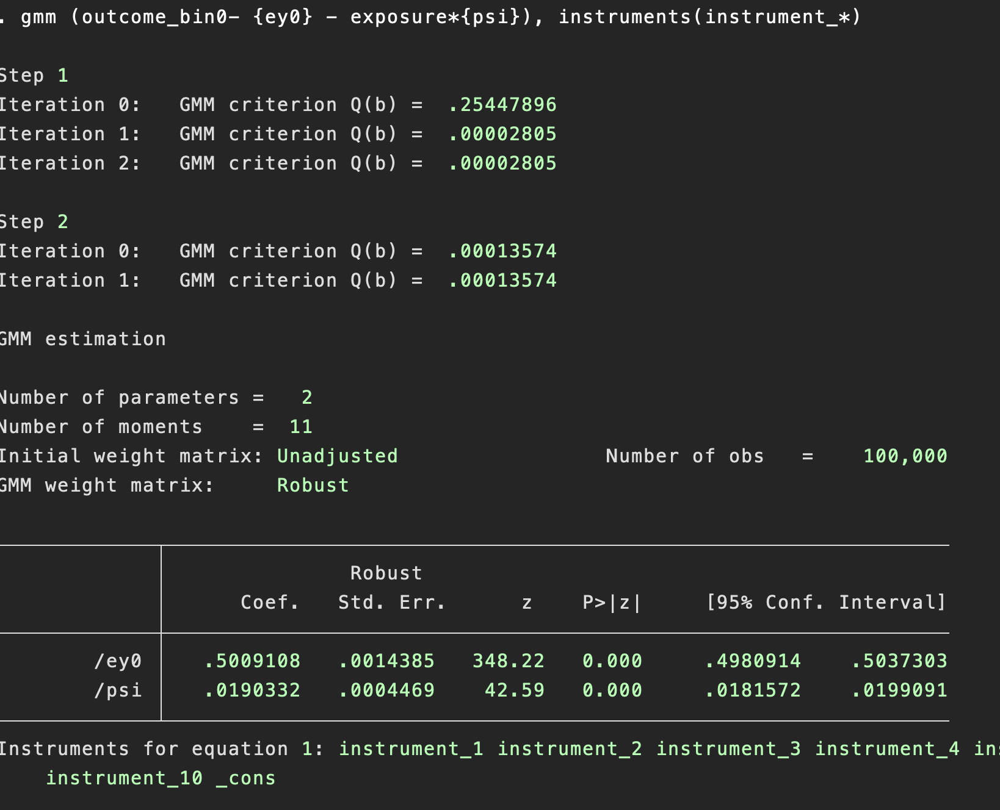 . gmm (outcome_bin0- {ey0} - exposure*{psi}), instruments(instrument_*)
Step 1
Iteration 0: GMM criterion Q(b) = .25447896
Iteration 1: GMM criterion Q(b) = .00002805
Iteration 2: GMM criterion Q(b) = .00002805
Step 2
Iteration 0: GMM criterion Q(b) = .00013574
Iteration 1: GMM criterion Q(b) = .00013574
GMM estimation
Number of parameters = 2
Number of moments = 11
Initial weight matrix: Unadjusted Number of obs = 100,000
GMM weight matrix: Robust
Robust
Coef. Std. Err. z P>|z| [95% Conf. Interval]
/ey0 .5009108 .0014385 348.22 0.000 .4980914 .5037303
/psi .0190332 .0004469 42.59 0.000 .0181572 .0199091
Instruments for equation 1: instrument_1 instrument_2 instrument_3 instrument_4
instrument_10 _cons